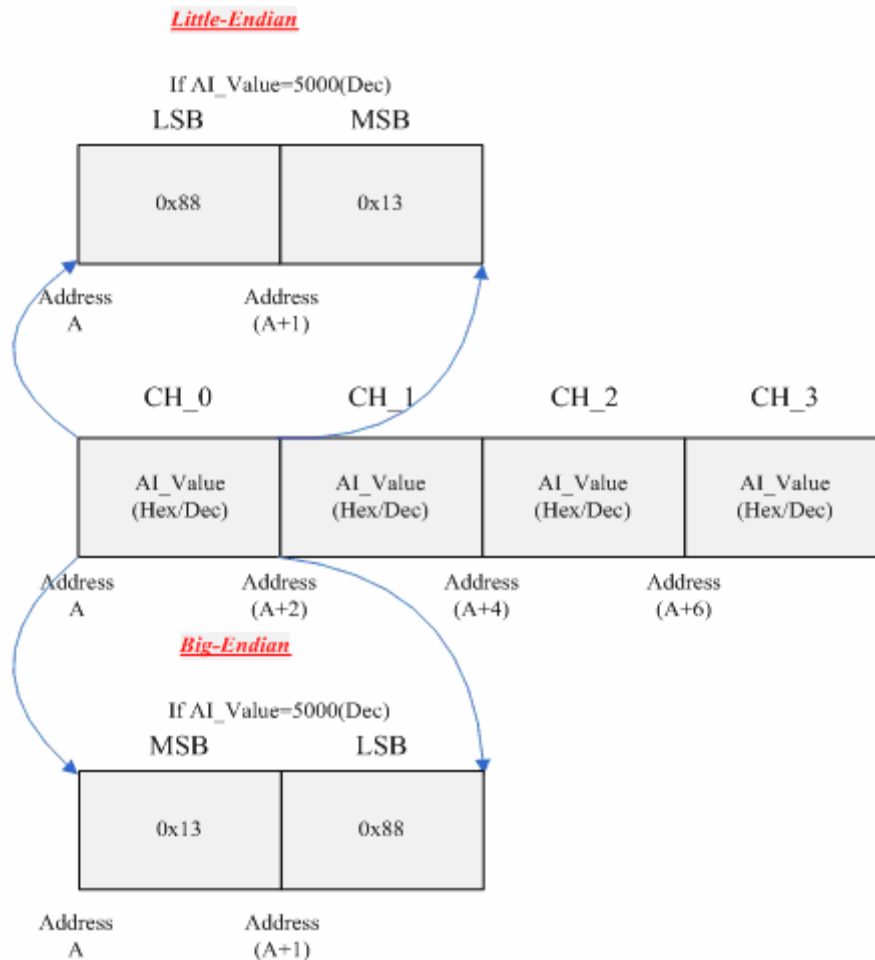 Little-Endian
If AI_Value=5000(Dec)
LSB MSB
0x88 0x13
Address Address
A (A+1)
CH_0 CH_1 CH_2 CH_3
AI_Value AI_Value AI_Value AI_Value
(Hex/Dec) (Hex/Dec) (Hex/Dec) (Hex/Dec)
Address Address Address Address
A (A+2) (A+4) (A+6)
Big-Endian
If AI_Value=5000(Dec)
MSB LSB
0x13 0x88
Address Address
A (A+1)